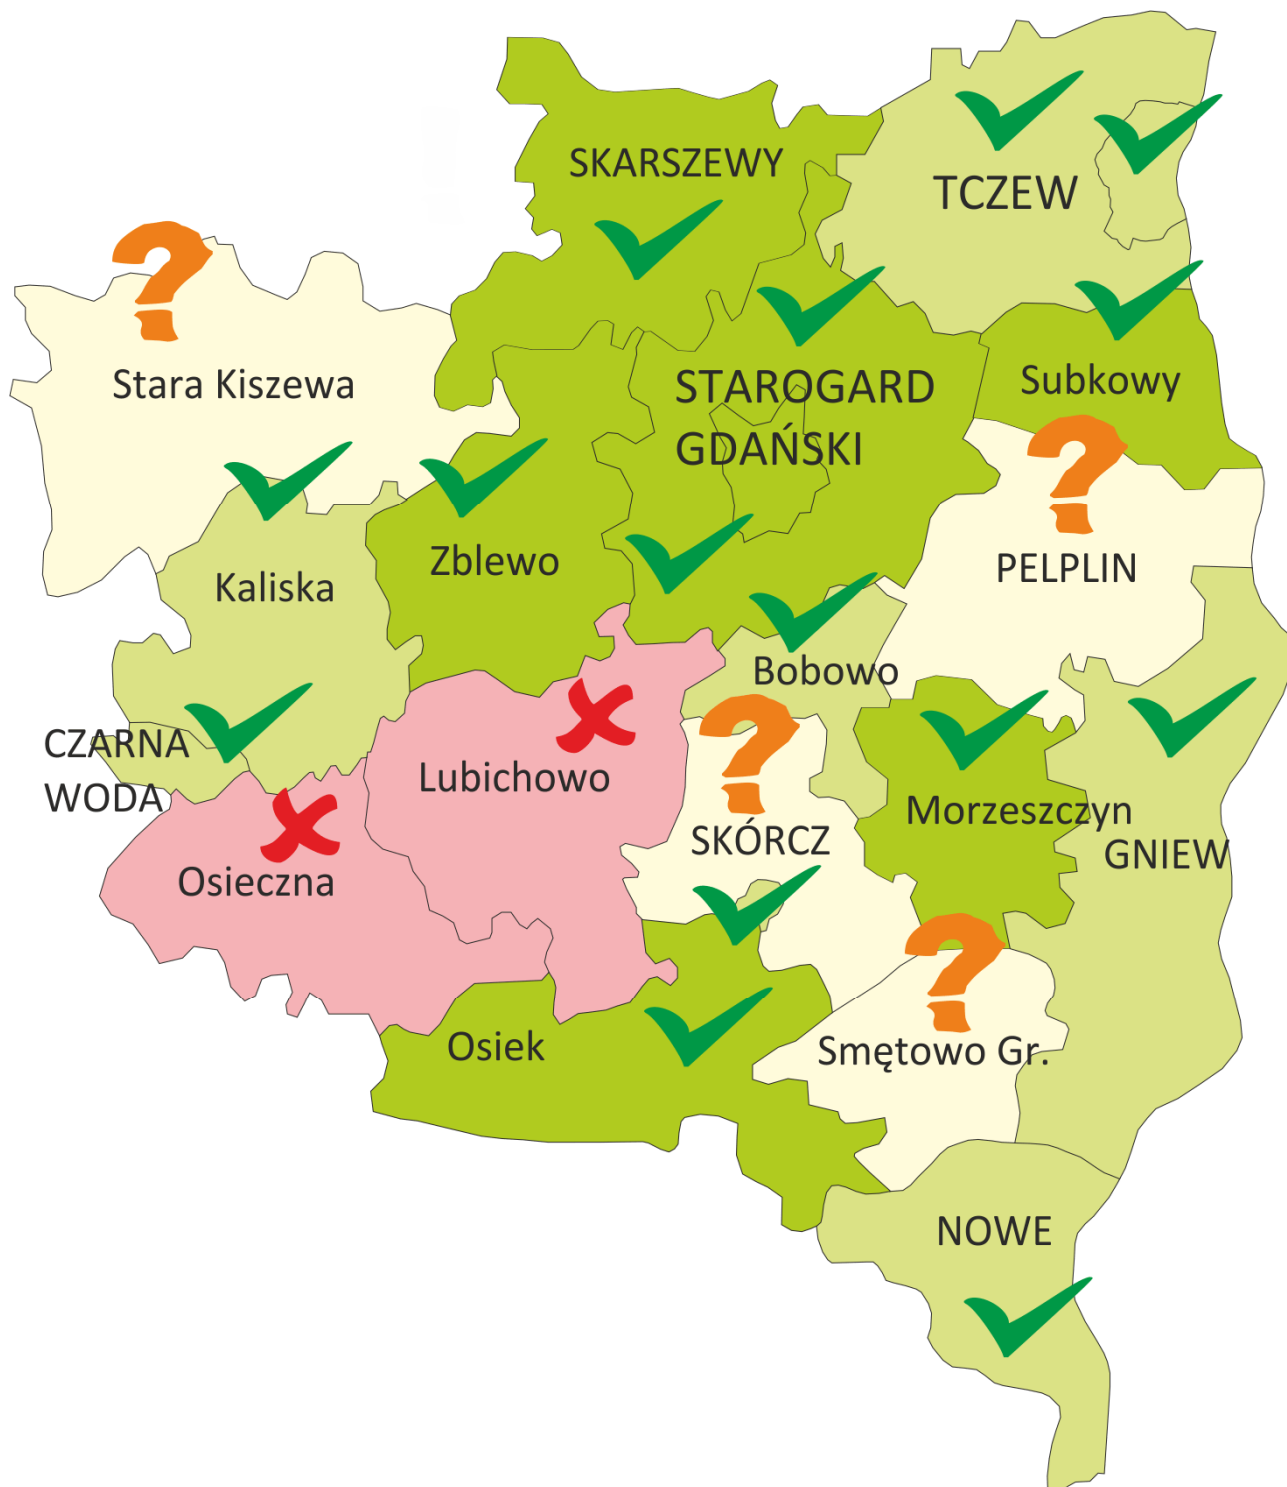 SKARSZEWY
TCZEW
Stara Kiszewa
STAROGARD
GDAŃSKI
Subkowy
Zblewo
Kaliska
PELPLIN
Bobowo
CZARNA
WODA
Lubichowo
Morzeszczyn
SKÓRCZ
GNIEW
Osieczna
Osiek
Smętowo Gr.
NOWE